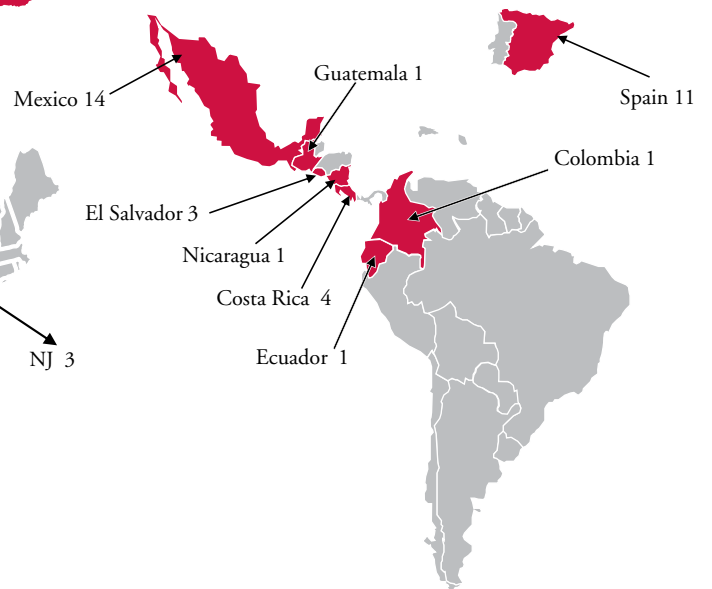 Guatemala 1
Mexico 14
Spain 11
Colombia 1
El Salvador 3
Nicaragua 1
Costa Rica 4
NJ 3
Ecuador 1